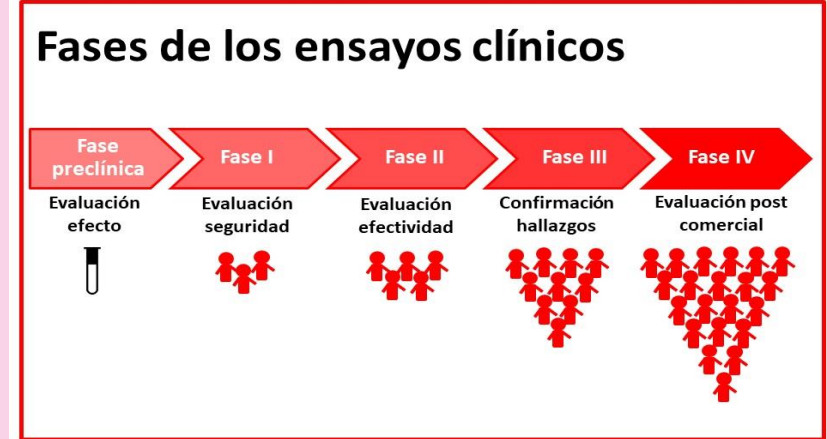 Fases de los ensayos clínicos
Fase
preclínica
Fase I
Fase II
Fase III
Fase IV
Evaluación
efecto
Evaluación
seguridad
Evaluación
efectividad
Confirmación
hallazgos
Evaluación post
comercial